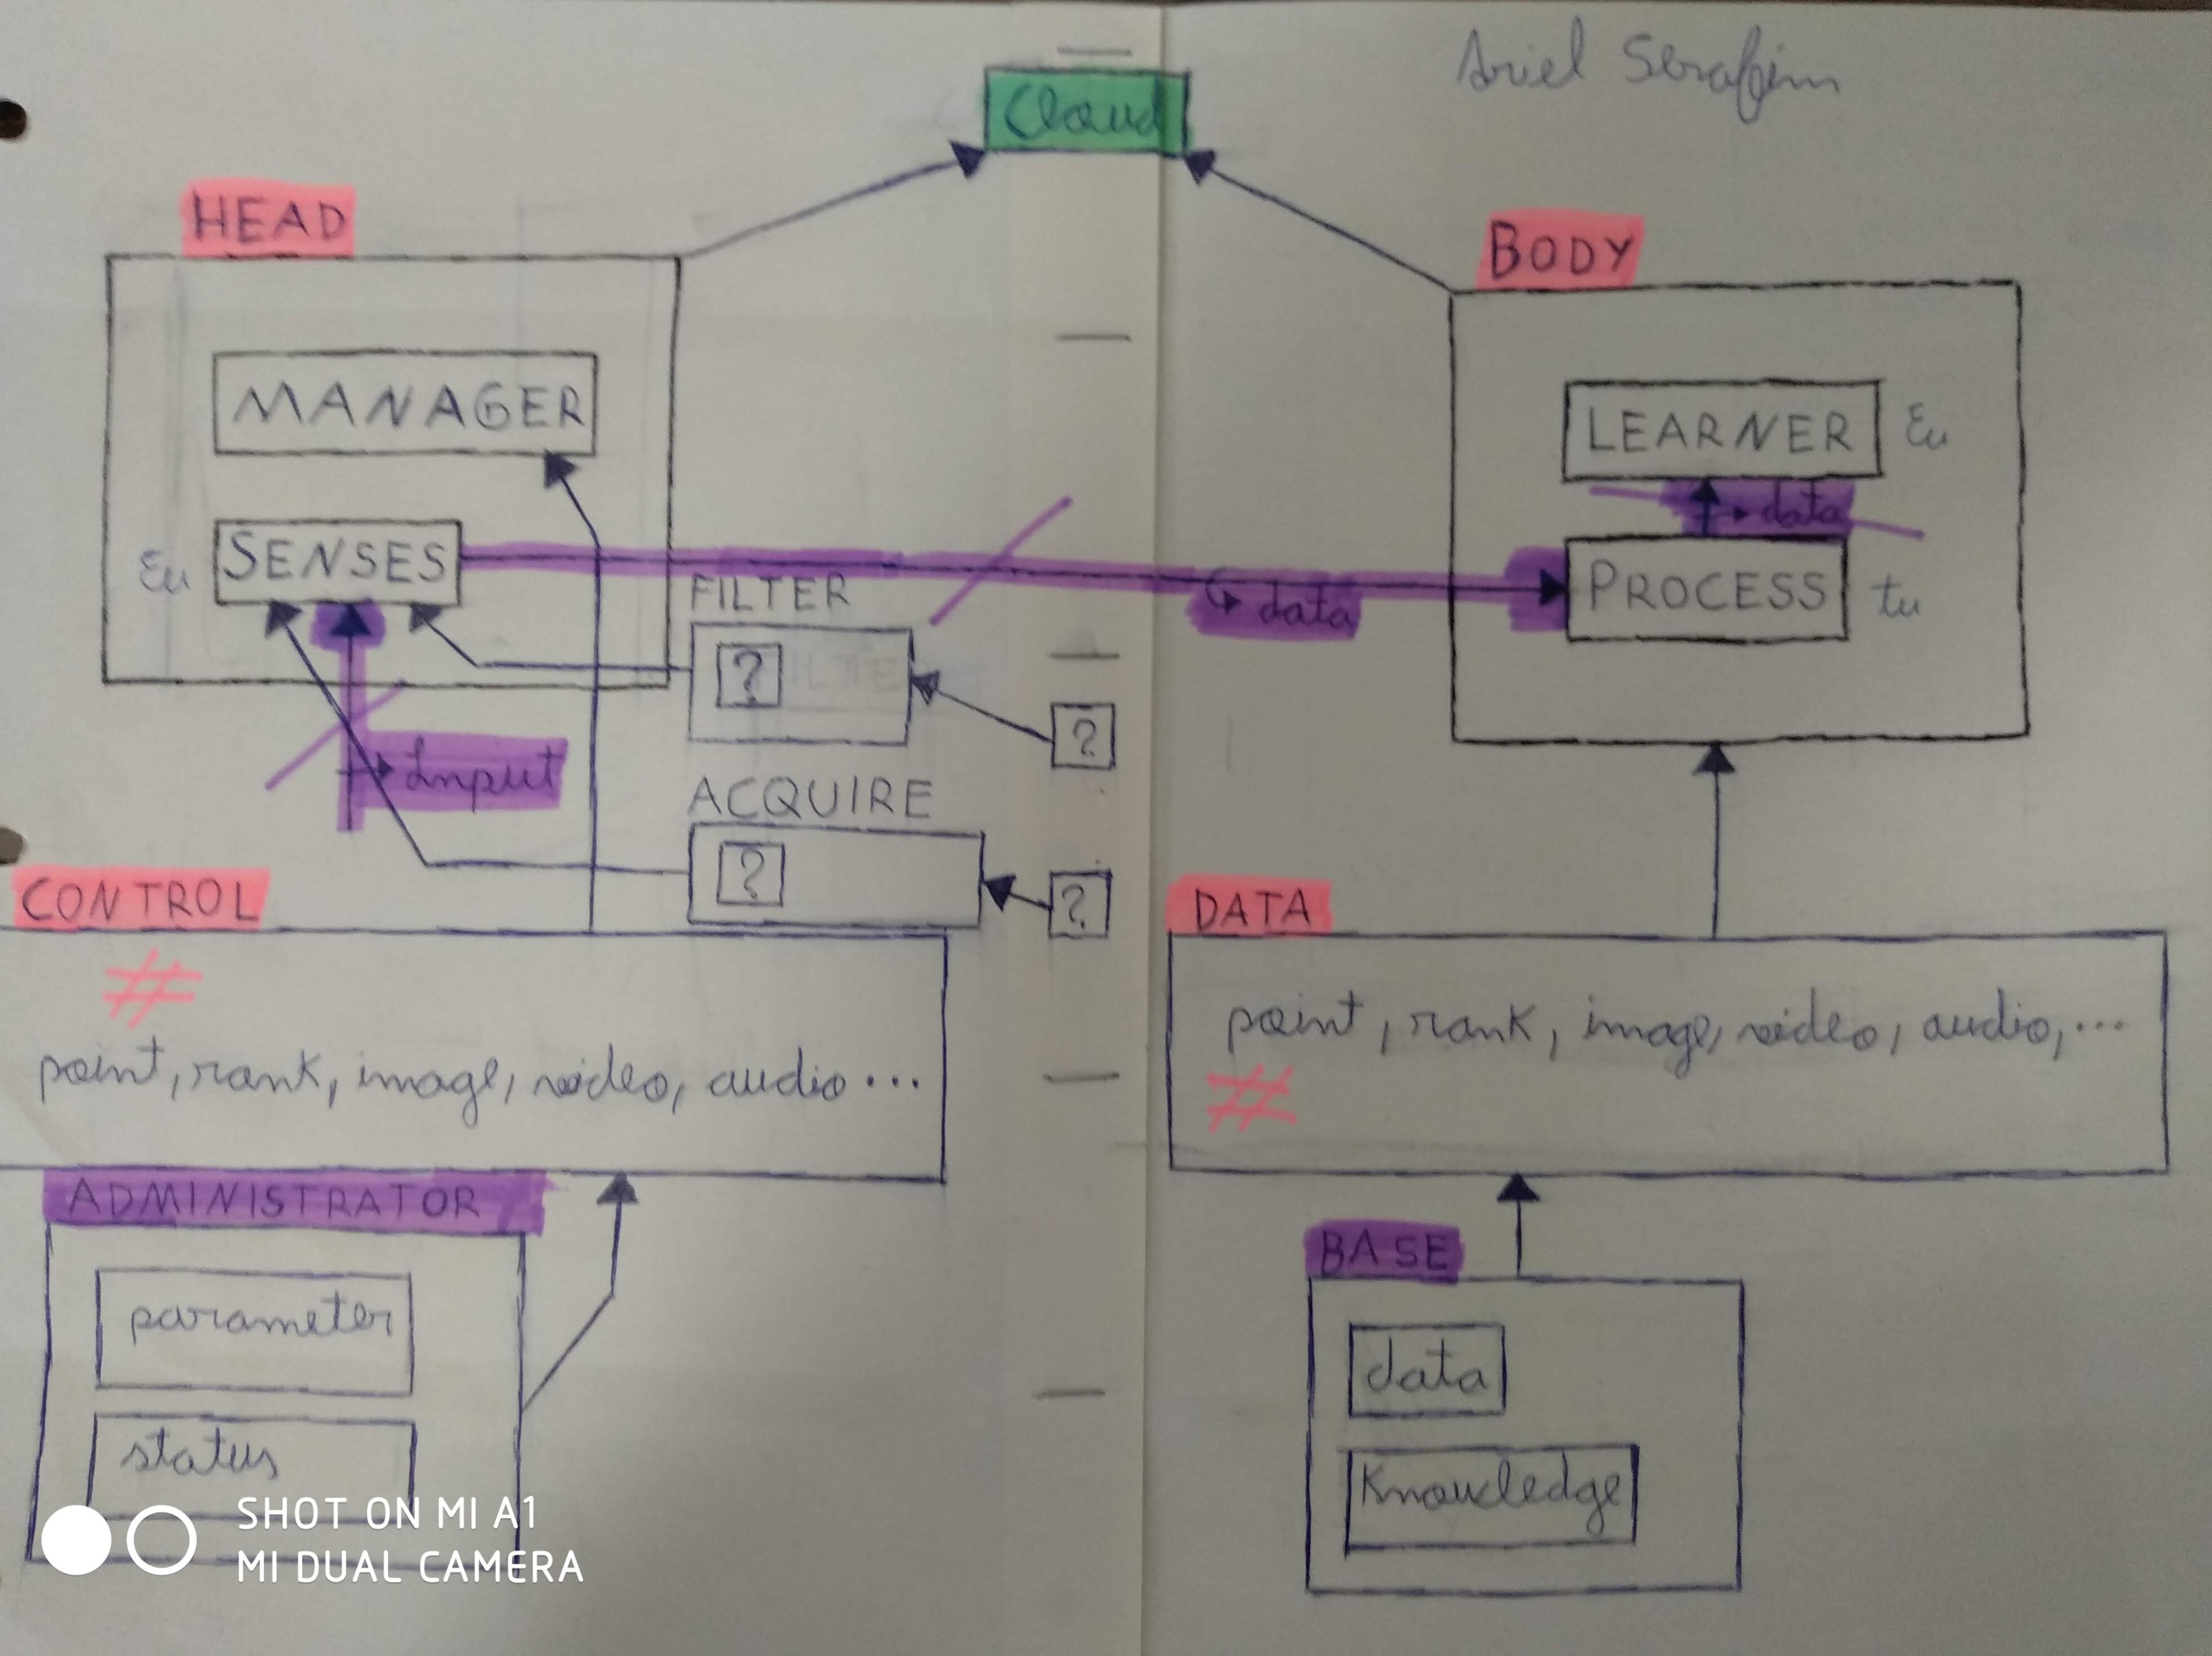 Ariel Serafim
Cloud
HEAD
BODY
MANAGER
LEARNER Eu
↳ data
Eu SENSES
PROCESS tu
↳ data
FILTER
?
?
↳ Input
ACQUIRE
?
?
CONTROL
#
point, rank, image, video, audio ...
DATA
point, rank, image, video, audio, ...
#
ADMINISTRATOR
parameter
status
BASE
data
Knowledge
SHOT ON MI A1
MI DUAL CAMERA